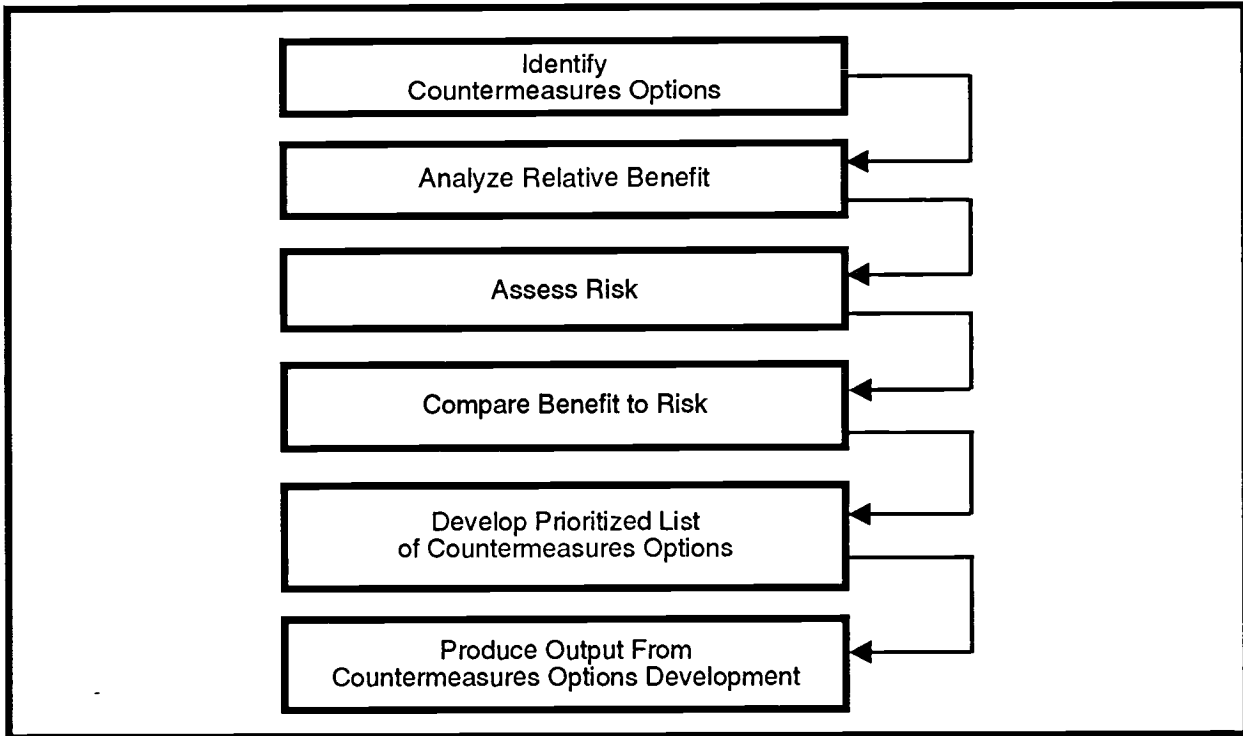 Identify
Countermeasures Options
Analyze Relative Benefit
Assess Risk
Compare Benefit to Risk
Develop Prioritized List
of Countermeasures Options
Produce Output From
Countermeasures Options Development